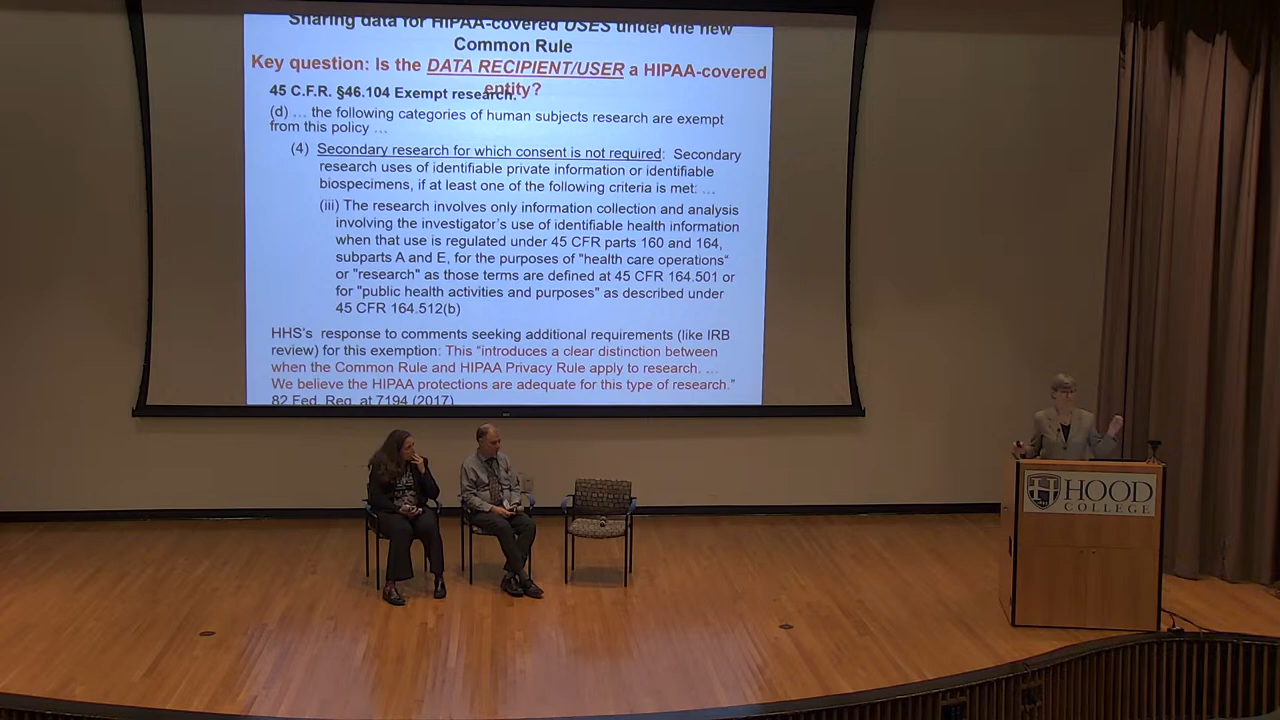 Sharing data for HIPAA-covered USES under the new
Common Rule
Key question: Is the DATA RECIPIENT/USER a HIPAA-covered
entity?
45 C.F.R. §46.104 Exempt research.
(d) … the following categories of human subjects research are exempt
from this policy …
(4) Secondary research for which consent is not required: Secondary
research uses of identifiable private information or identifiable
biospecimens, if at least one of the following criteria is met: …
(iii) The research involves only information collection and analysis
involving the investigator's use of identifiable health information
when that use is regulated under 45 CFR parts 160 and 164,
subparts A and E, for the purposes of "health care operations"
or "research" as those terms are defined at 45 CFR 164.501 or
for "public health activities and purposes" as described under
45 CFR 164.512(b)
HHS's response to comments seeking additional requirements (like IRB
review) for this exemption: This "introduces a clear distinction between
when the Common Rule and HIPAA Privacy Rule apply to research. …
We believe the HIPAA protections are adequate for this type of research."
82 Fed. Reg. at 7194 (2017)
HOOD
COLLEGE